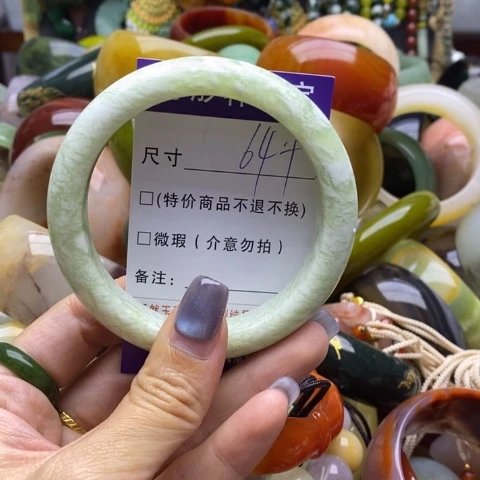 尺寸 64+
□(特价商品不退不换)
□微瑕(介意勿拍)
备注: